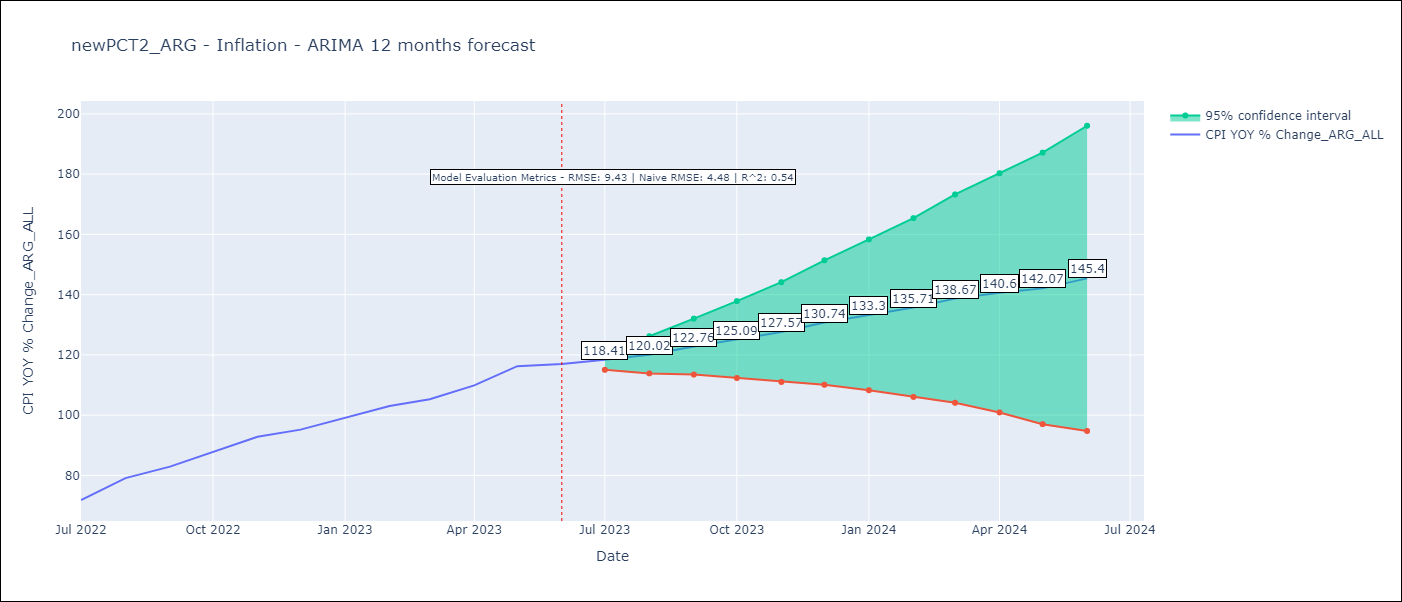 newPCT2_ARG - Inflation - ARIMA 12 months forecast
95% confidence interval
CPI YOY % Change_ARG_ALL
CPI YOY % Change_ARG_ALL
200
180
160
140
120
100
80
Model Evaluation Metrics - RMSE: 9.43 | Naive RMSE: 4.48 | R^2: 0.54
118.41
120.02
122.76
125.09
127.57
130.74
133.3
135.71
138.67
140.6
142.07
145.4
Jul 2022
Oct 2022
Jan 2023
Apr 2023
Jul 2023
Oct 2023
Jan 2024
Apr 2024
Jul 2024
Date